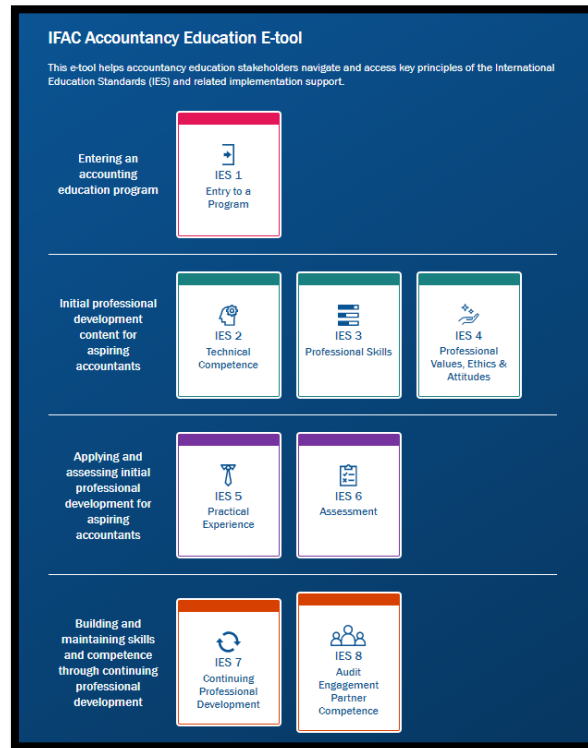 IFAC Accountancy Education E-tool
This e-tool helps accountancy education stakeholders navigate and access key principles of the International
Education Standards (IES) and related implementation support.
Entering an
accounting
education program
IES 1
Entry to a
Program
Initial professional
development
content for
aspiring
accountants
IES 2
Technical
Competence
IES 3
Professional Skills
IES 4
Professional
Values, Ethics &
Attitudes
Applying and
assessing initial
professional
development for
aspiring
accountants
IES 5
Practical
Experience
IES 6
Assessment
Building and
maintaining skills
and competence
through continuing
professional
development
IES 7
Continuing
Professional
Development
IES 8
Audit
Engagement
Partner
Competence